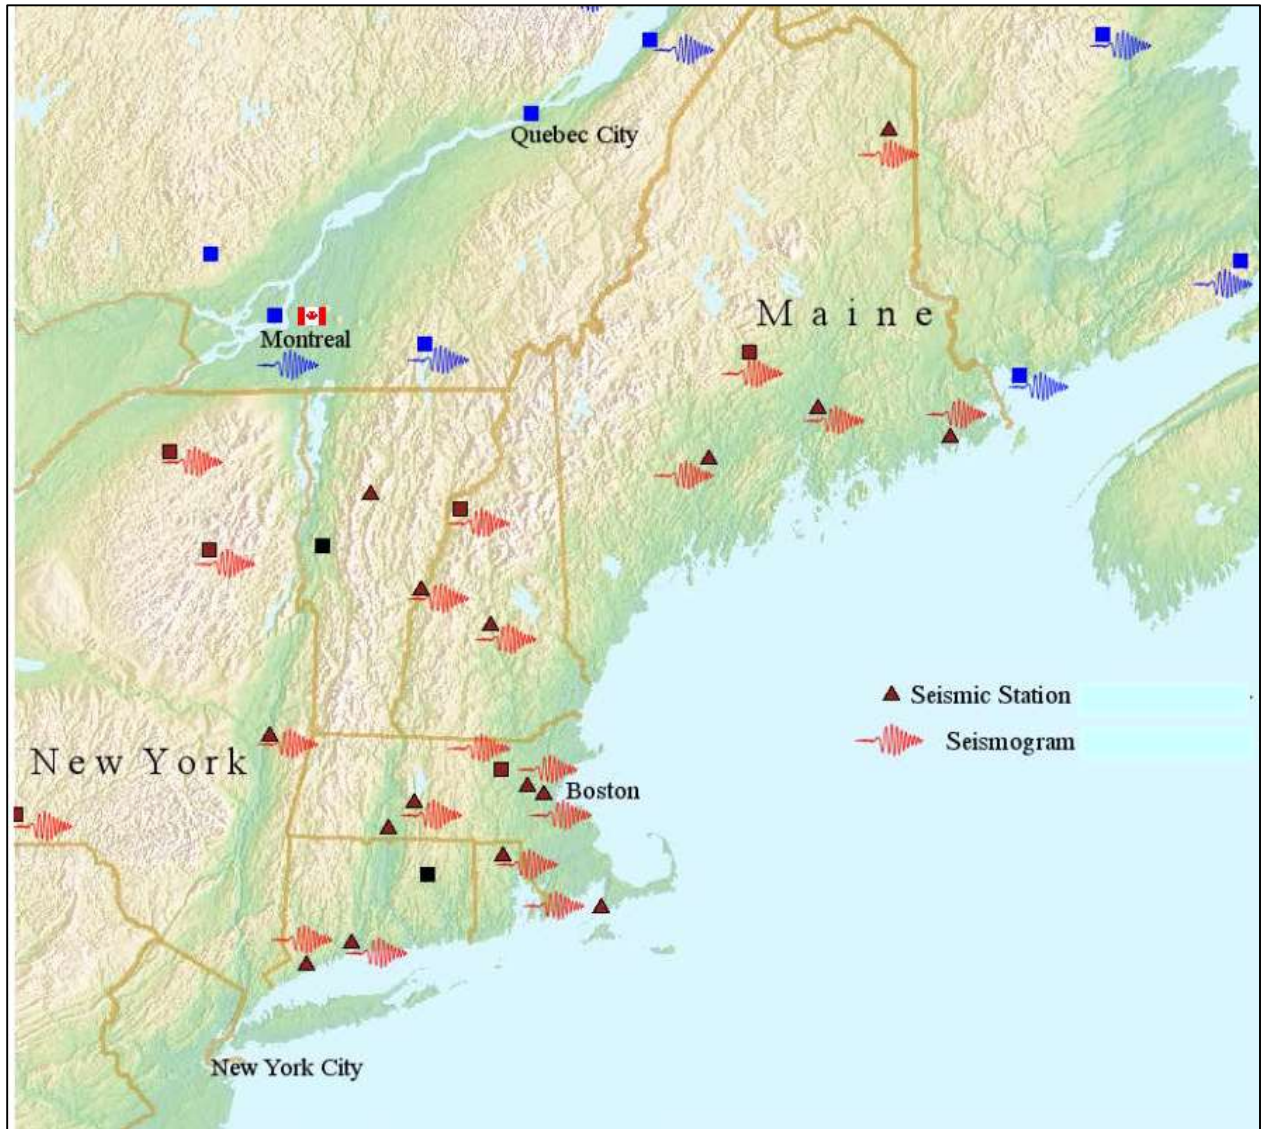 Quebec City
Montreal
Maine
Seismic Station
Seismogram
New York
Boston
New York City